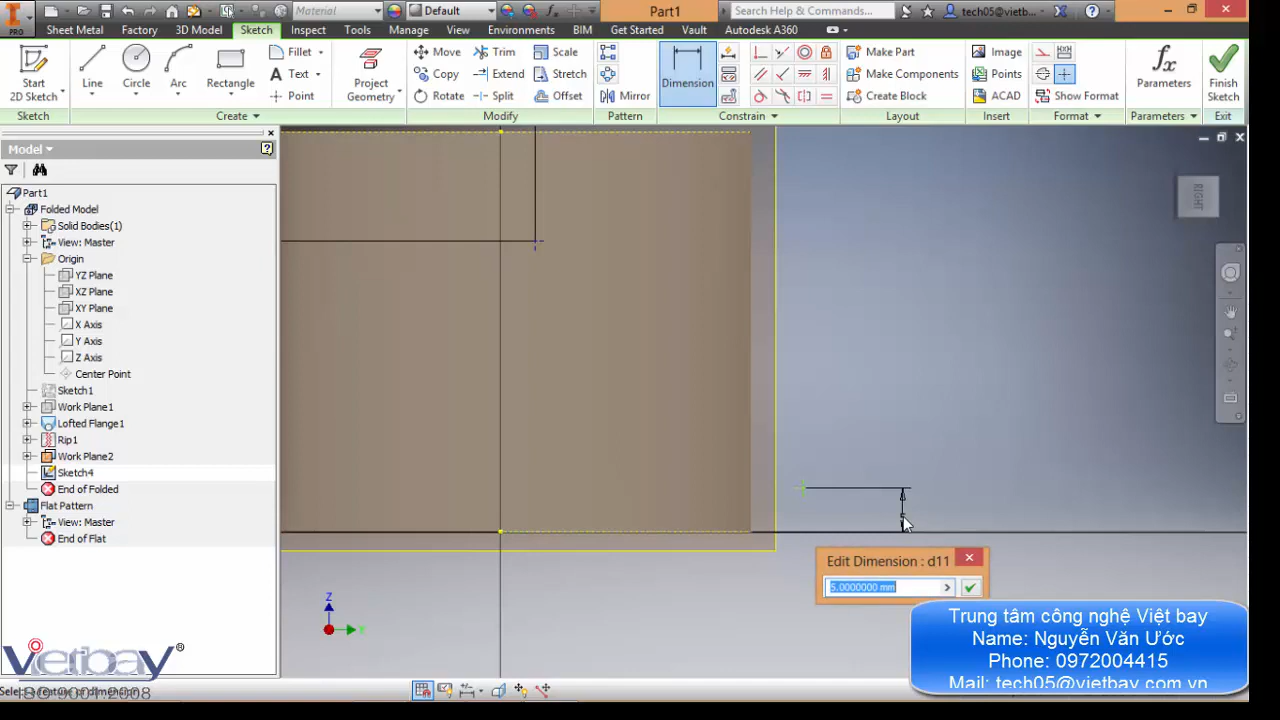 PRO
Material
Default
Part1
Search Help & Commands...
tech05@vietb...
Sheet Metal
Factory
3D Model
Sketch
Inspect
Tools
Manage
View
Environments
BIM
Get Started
Vault
Autodesk A360
Start
2D Sketch
Line
Circle
Arc
Rectangle
Fillet
Text
Point
Project
Geometry
Move
Copy
Rotate
Trim
Extend
Split
Scale
Stretch
Offset
Mirror
Dimension
Make Part
Make Components
Create Block
Image
Points
ACAD
Show Format
Parameters
Finish
Sketch
Sketch
Create
Modify
Pattern
Constrain
Layout
Insert
Format
Parameters
Exit
Model
Part1
Folded Model
Solid Bodies(1)
View: Master
Origin
YZ Plane
XZ Plane
XY Plane
X Axis
Y Axis
Z Axis
Center Point
Sketch1
Work Plane1
Lofted Flange1
Rip1
Work Plane2
Sketch4
End of Folded
Flat Pattern
View: Master
End of Flat
RIGHT
Edit Dimension : d11
5.0000000 mm
Z
Trung tâm công nghệ Việt bay
Name: Nguyễn Văn Ước
Phone: 0972004415
Mail: tech05@vietbay.com.vn
vietbay
®